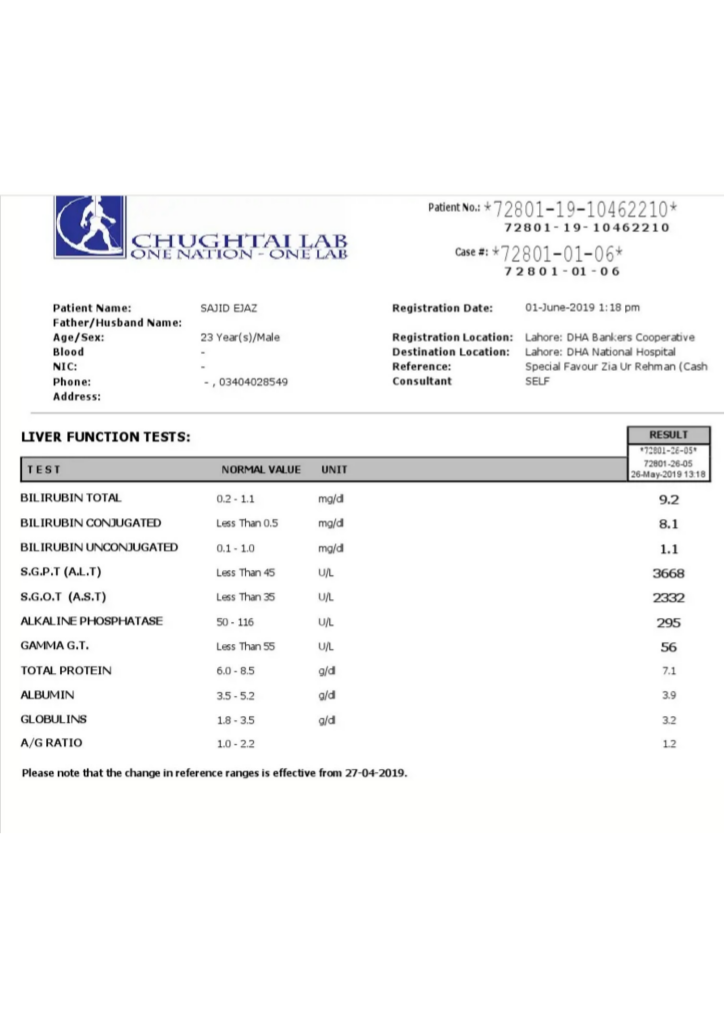 CHUGHTAI LAB
ONE NATION - ONE LAB
Patient No.: *72801-19-10462210*
72801-19-10462210
Case #: *72801-01-06*
72801-01-06
Patient Name: SAJID EJAZ Registration Date: 01-June-2019 1:18 pm
Father/Husband Name:
Age/Sex: 23 Year(s)/Male Registration Location: Lahore: DHA Bankers Cooperative
Blood - Destination Location: Lahore: DHA National Hospital
NIC: - Reference: Special Favour Zia Ur Rehman (Cash
Phone: - , 03404028549 Consultant SELF
Address:
LIVER FUNCTION TESTS: RESULT
*72801-26-05*
TEST NORMAL VALUE UNIT 72801-26-05
26-May-2019 13:18
BILIRUBIN TOTAL 0.2 - 1.1 mg/dl 9.2
BILIRUBIN CONJUGATED Less Than 0.5 mg/dl 8.1
BILIRUBIN UNCONJUGATED 0.1 - 1.0 mg/dl 1.1
S.G.P.T (A.L.T) Less Than 45 U/L 3668
S.G.O.T (A.S.T) Less Than 35 U/L 2332
ALKALINE PHOSPHATASE 50 - 116 U/L 295
GAMMA G.T. Less Than 55 U/L 56
TOTAL PROTEIN 6.0 - 8.5 g/dl 7.1
ALBUMIN 3.5 - 5.2 g/dl 3.9
GLOBULINS 1.8 - 3.5 g/dl 3.2
A/G RATIO 1.0 - 2.2 1.2
Please note that the change in reference ranges is effective from 27-04-2019.